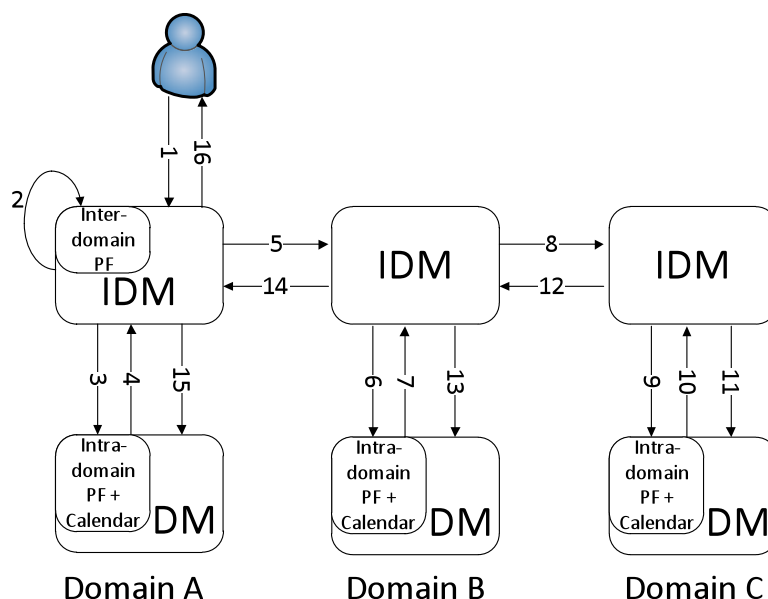 1
16
2
Inter-
domain
PF
IDM
5
14
IDM
8
12
IDM
3
4
15
6
7
13
9
10
11
Intra-
domain
PF +
Calendar
DM
Intra-
domain
PF +
Calendar
DM
Intra-
domain
PF +
Calendar
DM
Domain A
Domain B
Domain C